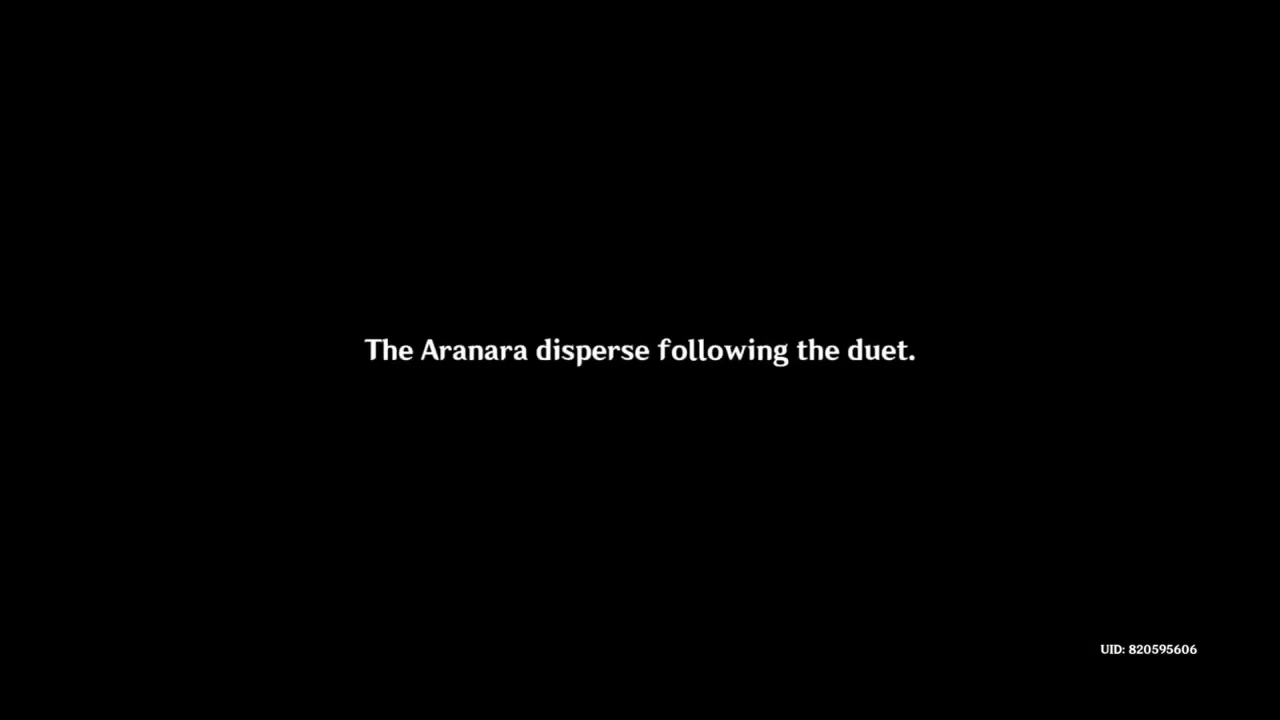 The Aranara disperse following the duet.
UID: 820595606